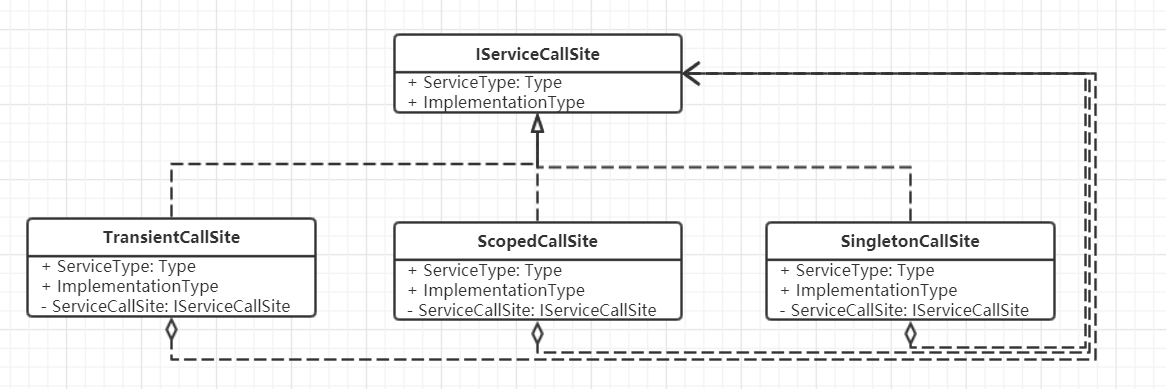 IServiceCallSite
+ ServiceType: Type
+ ImplementationType
TransientCallSite
+ ServiceType: Type
+ ImplementationType
- ServiceCallSite: IServiceCallSite
ScopedCallSite
+ ServiceType: Type
+ ImplementationType
- ServiceCallSite: IServiceCallSite
SingletonCallSite
+ ServiceType: Type
+ ImplementationType
- ServiceCallSite: IServiceCallSite